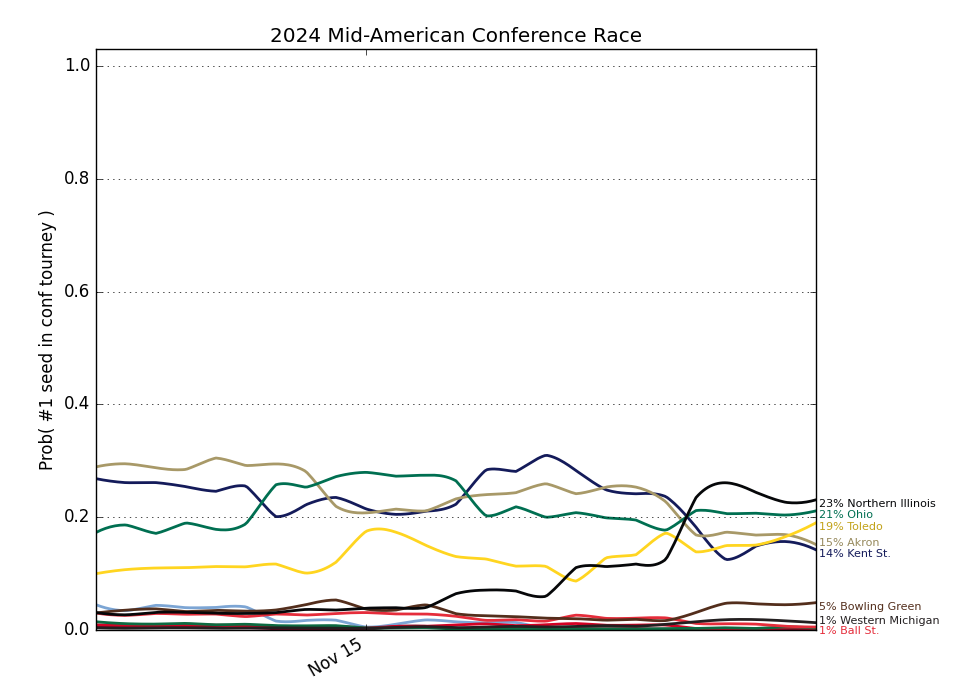 2024 Mid-American Conference Race
Prob( #1 seed in conf tourney )
1.0
0.8
0.6
0.4
0.2
0.0
Nov 15
23% Northern Illinois
21% Ohio
19% Toledo
15% Akron
14% Kent St.
5% Bowling Green
1% Western Michigan
1% Ball St.